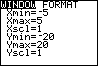 WINDOW FORMAT
Xmin=-5
Xmax=5
Xscl=1
Ymin=-20
Ymax=20
Yscl=1